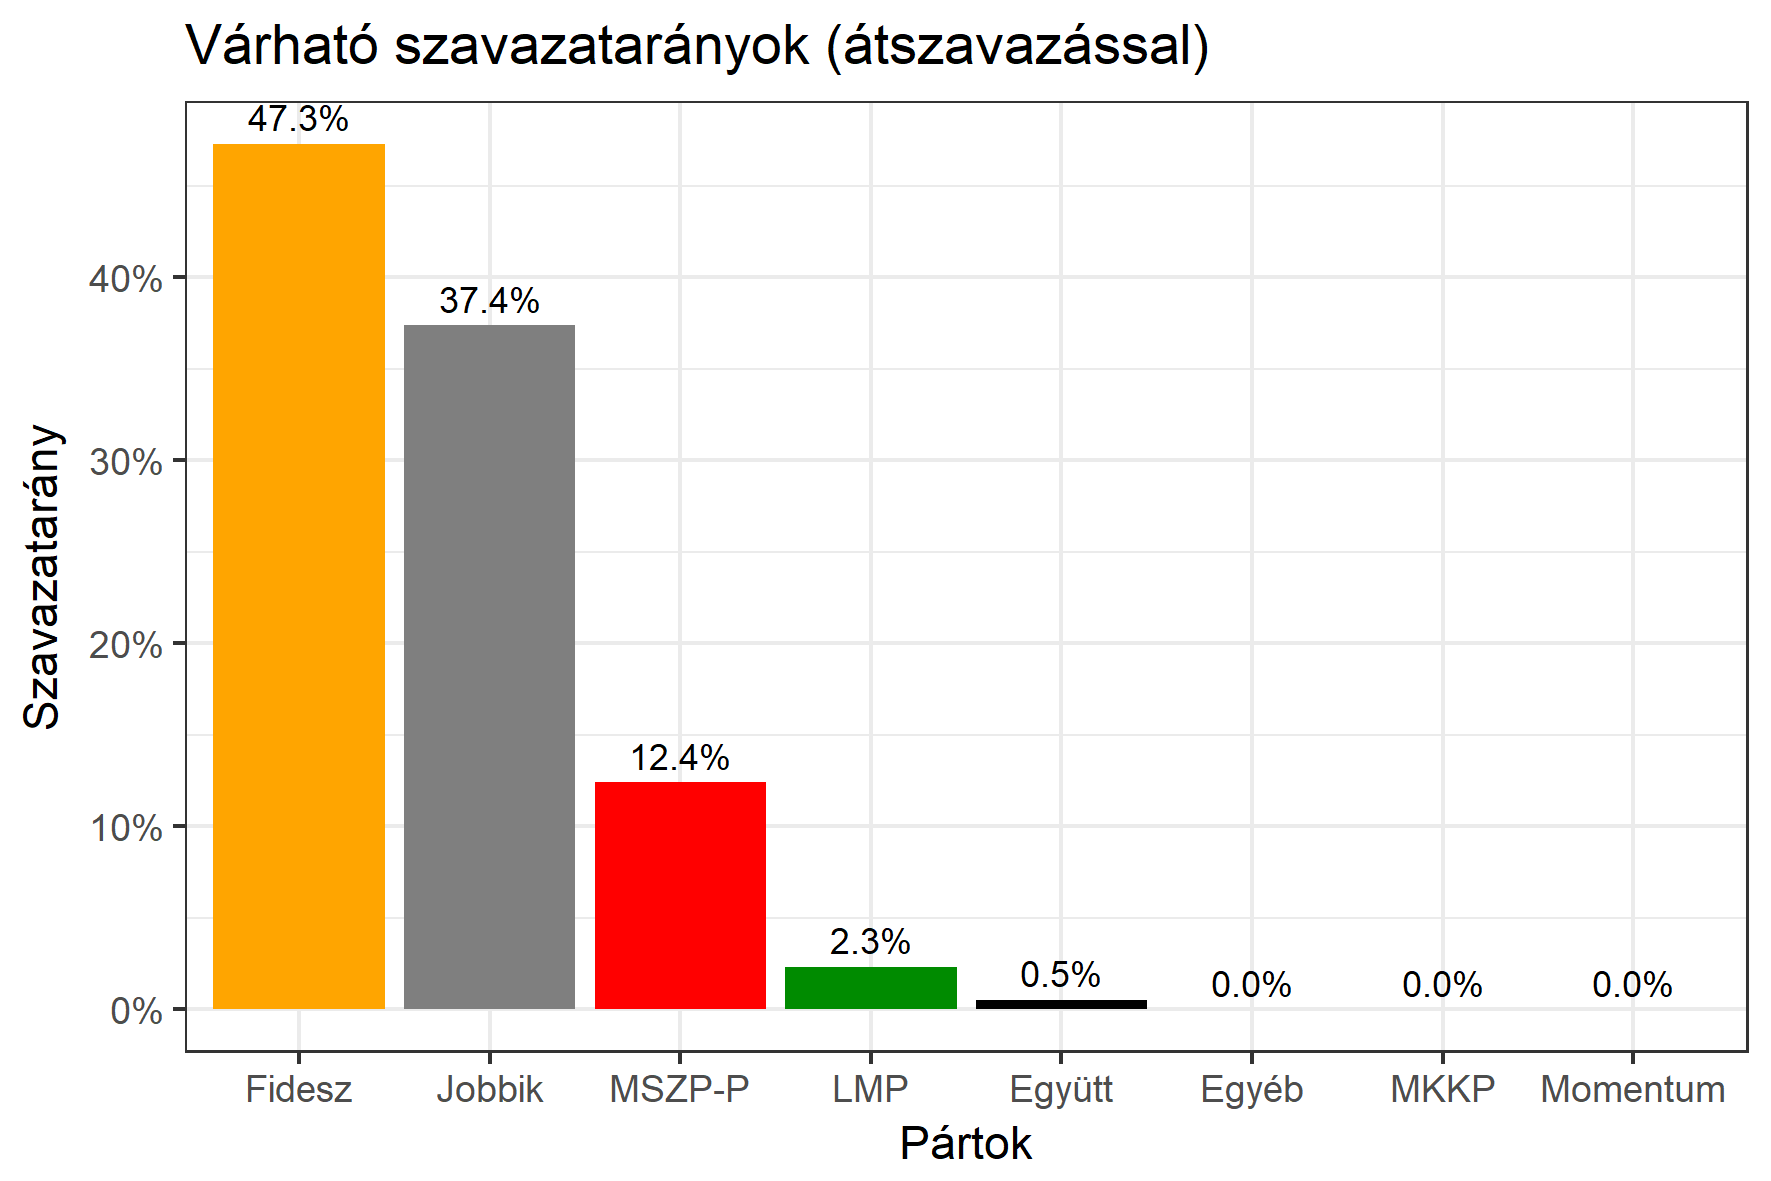 Várható szavazatarányok (átszavazással)
47.3%
37.4%
12.4%
2.3%
0.5%
0.0%
0.0%
0.0%
40%
30%
20%
10%
0%
Szavazatarány
Fidesz
Jobbik
MSZP-P
LMP
Együtt
Egyéb
MKKP
Momentum
Pártok